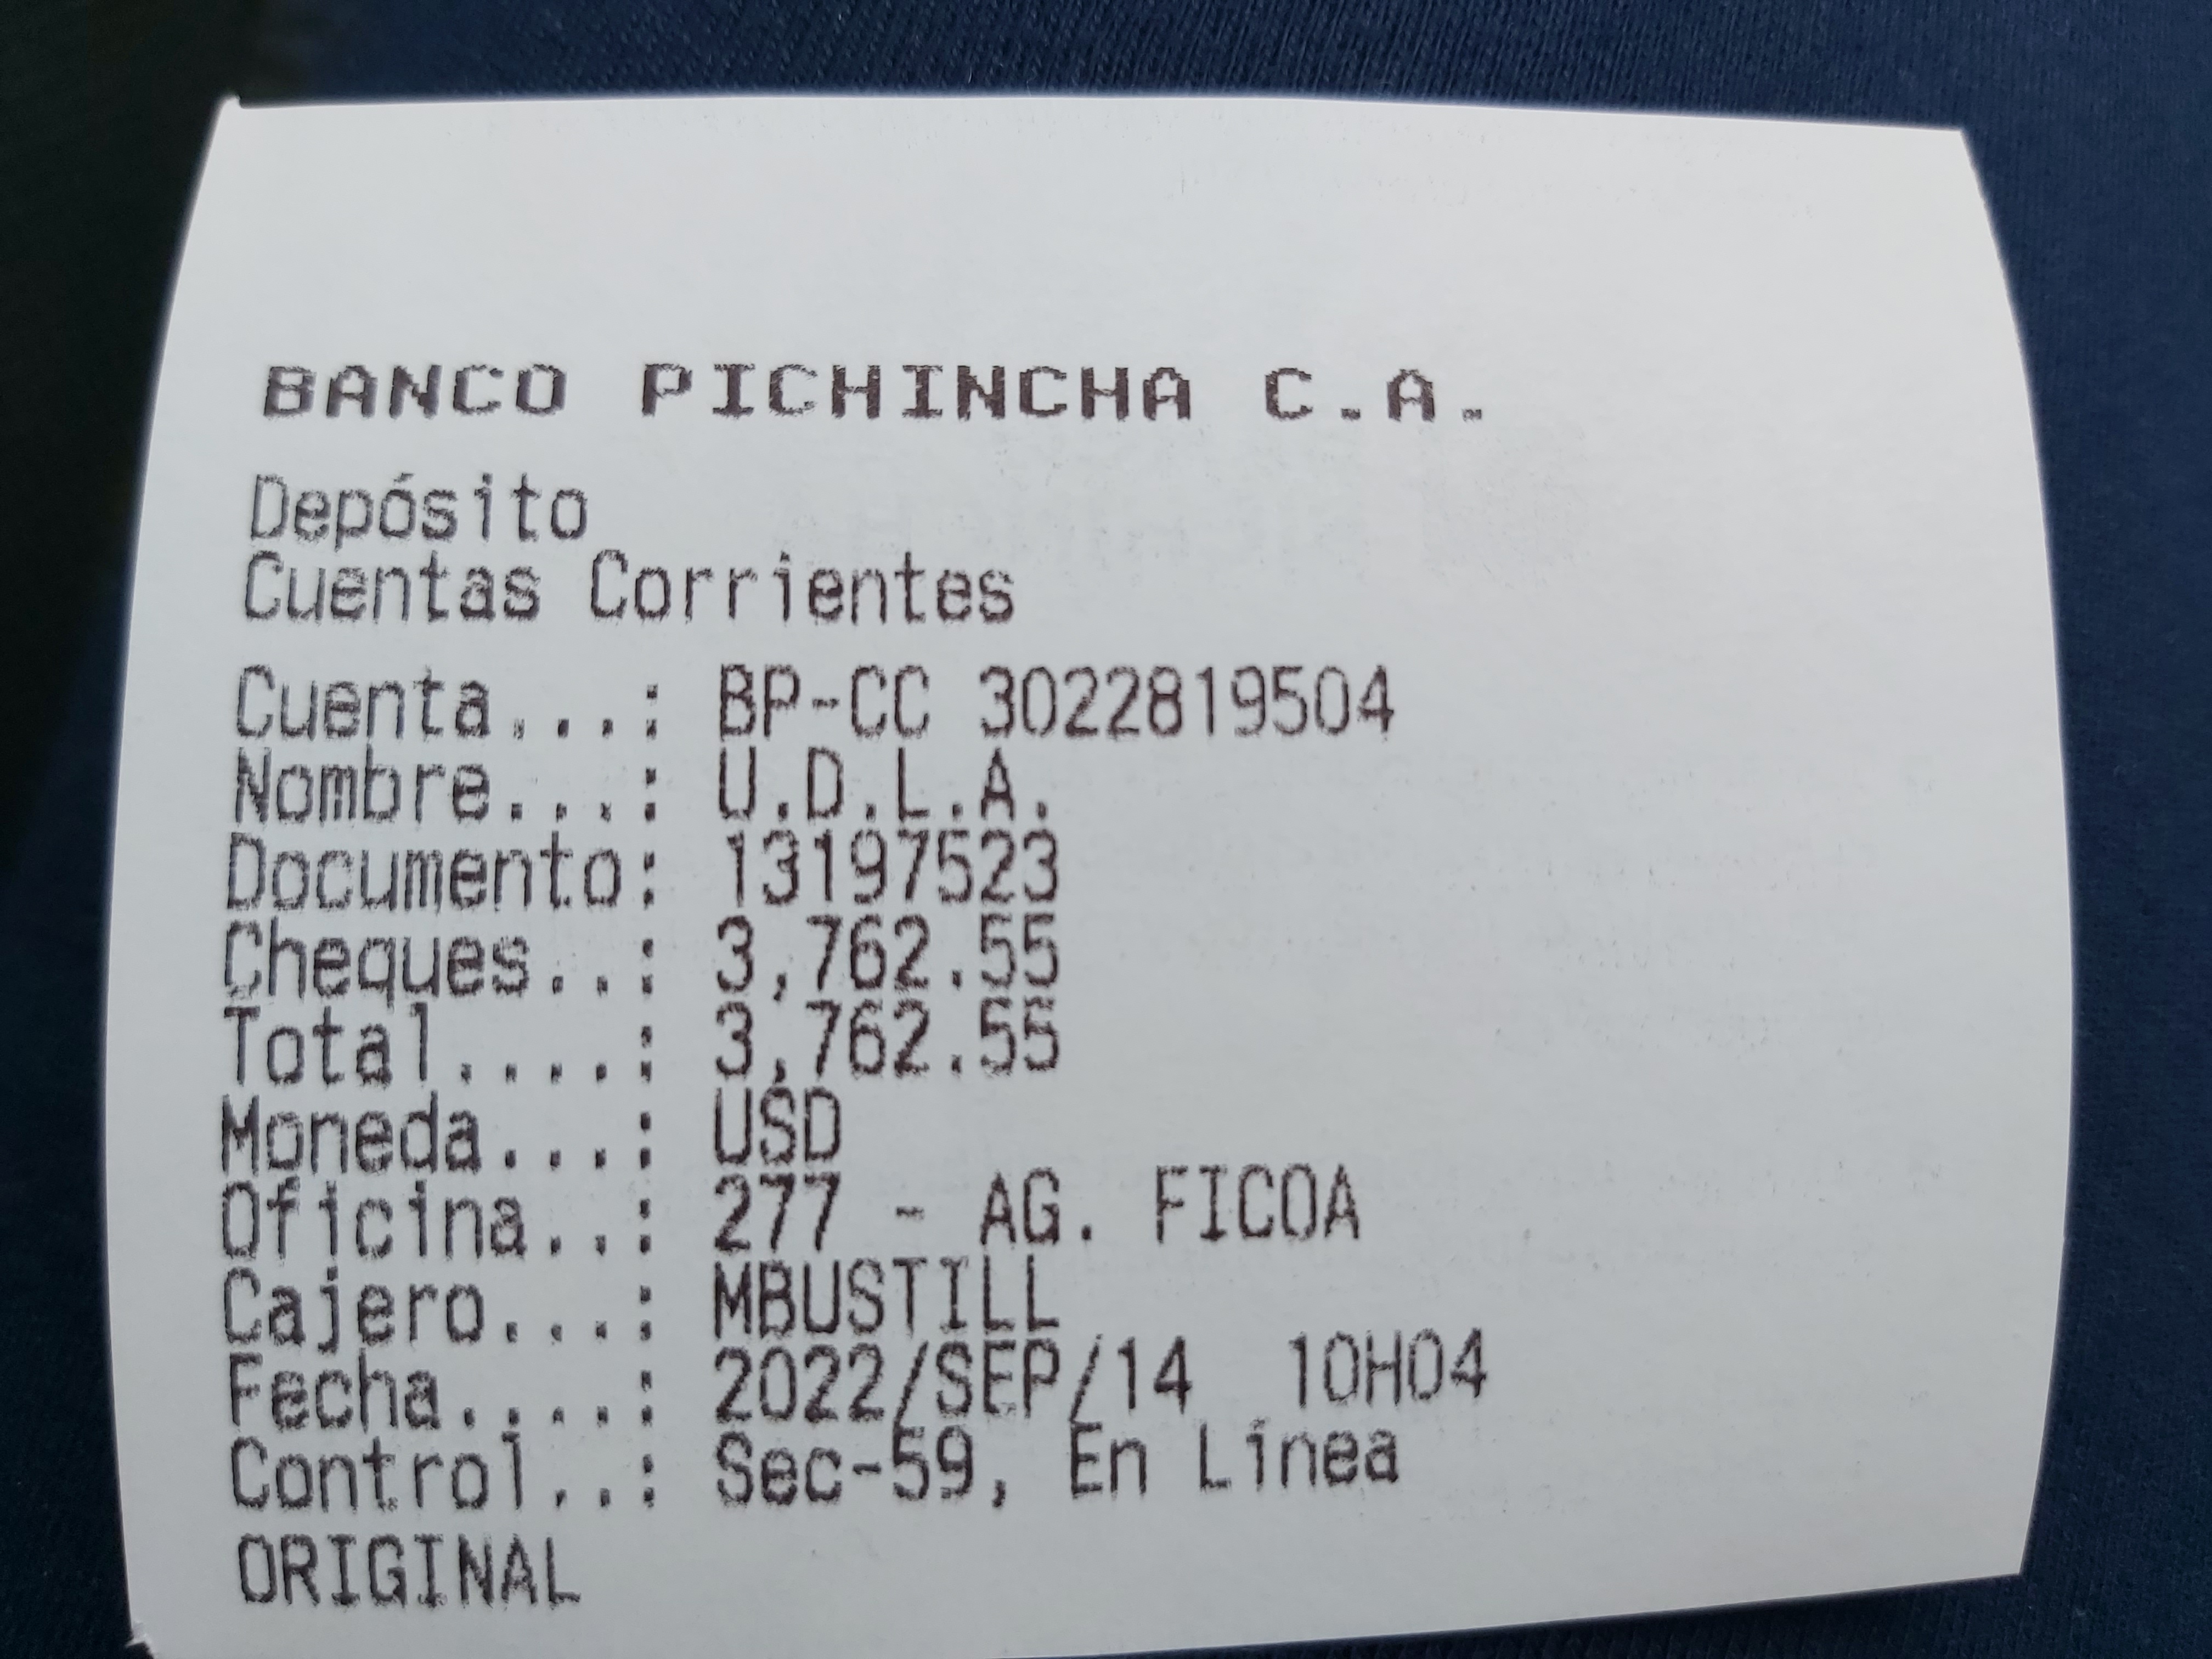 BANCO PICHINCHA C.A.
Depósito
Cuentas Corrientes
Cuenta...: BP-CC 3022819504
Nombre...: U.D.L.A.
Documento: 13197523
Cheques..: 3,762.55
Total....: 3,762.55
Moneda...: USD
Oficina..: 277 - AG. FICOA
Cajero...: MBUSTILL
Fecha....: 2022/SEP/14  10H04
Control..: Sec-59, En Línea
ORIGINAL